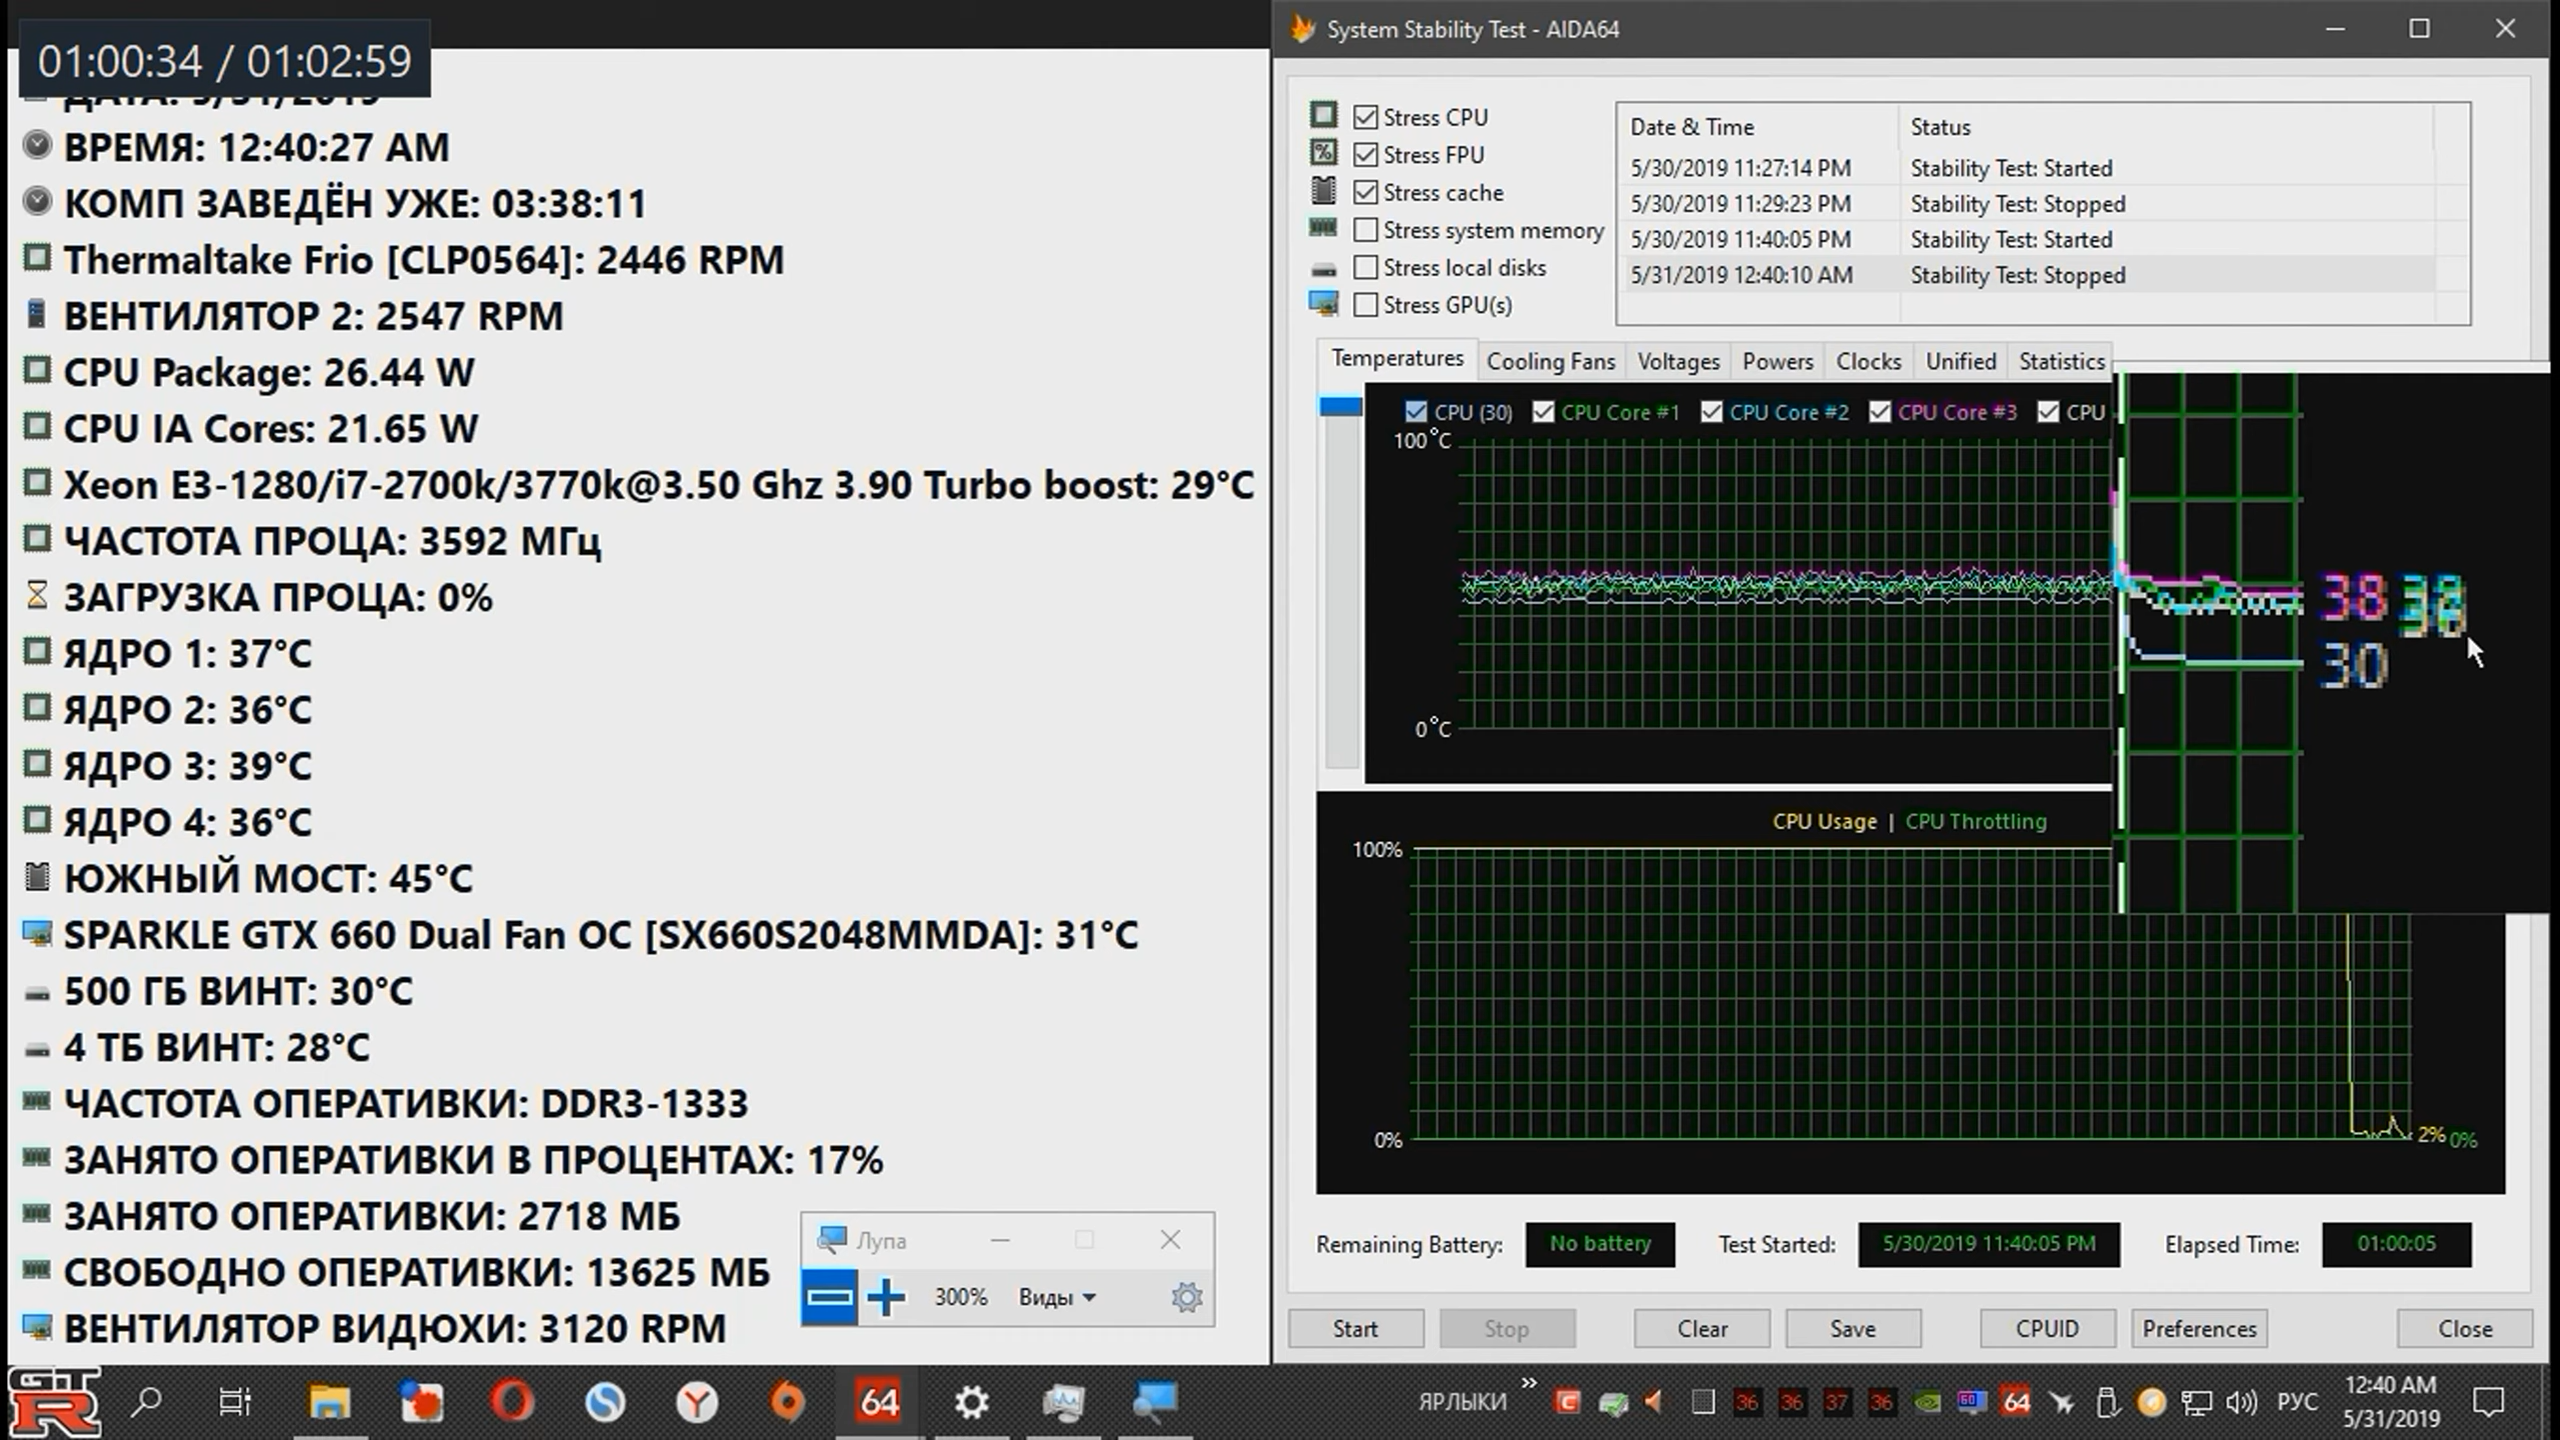 01:00:34 / 01:02:59
ДАТА: 5/31/2019
ВРЕМЯ: 12:40:27 AM
КОМП ЗАВЕДЁН УЖЕ: 03:38:11
Thermaltake Frio [CLP0564]: 2446 RPM
ВЕНТИЛЯТОР 2: 2547 RPM
CPU Package: 26.44 W
CPU IA Cores: 21.65 W
Xeon E3-1280/i7-2700k/3770k@3.50 Ghz 3.90 Turbo boost: 29°C
ЧАСТОТА ПРОЦА: 3592 МГц
ЗАГРУЗКА ПРОЦА: 0%
ЯДРО 1: 37°C
ЯДРО 2: 36°C
ЯДРО 3: 39°C
ЯДРО 4: 36°C
ЮЖНЫЙ МОСТ: 45°C
SPARKLE GTX 660 Dual Fan OC [SX660S2048MMDA]: 31°C
500 ГБ ВИНТ: 30°C
4 ТБ ВИНТ: 28°C
ЧАСТОТА ОПЕРАТИВКИ: DDR3-1333
ЗАНЯТО ОПЕРАТИВКИ В ПРОЦЕНТАХ: 17%
ЗАНЯТО ОПЕРАТИВКИ: 2718 МБ
СВОБОДНО ОПЕРАТИВКИ: 13625 МБ
ВЕНТИЛЯТОР ВИДЮХИ: 3120 RPM
Лупа
300% Виды
System Stability Test - AIDA64
Stress CPU
Stress FPU
Stress cache
Stress system memory
Stress local disks
Stress GPU(s)
Date & Time Status
5/30/2019 11:27:14 PM Stability Test: Started
5/30/2019 11:29:23 PM Stability Test: Stopped
5/30/2019 11:40:05 PM Stability Test: Started
5/31/2019 12:40:10 AM Stability Test: Stopped
Temperatures Cooling Fans Voltages Powers Clocks Unified Statistics
CPU (30) CPU Core #1 CPU Core #2 CPU Core #3 CPU
100°C
0°C
38
30
CPU Usage | CPU Throttling
100%
0%
2% 0%
Remaining Battery: No battery Test Started: 5/30/2019 11:40:05 PM Elapsed Time: 01:00:05
Start Stop Clear Save CPUID Preferences Close
GTR 64 ЯРЛЫКИ » 36 36 37 36 60 64 РУС 12:40 AM
5/31/2019